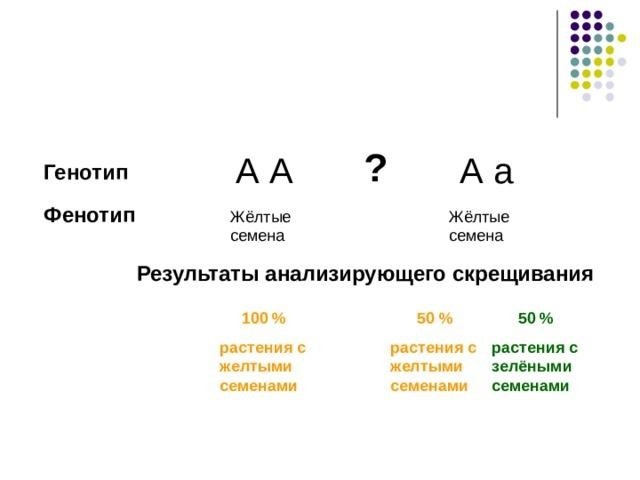 Генотип А А ? А а
Фенотип Жёлтые семена Жёлтые семена
Результаты анализирующего скрещивания
100 % 50 % 50 %
растения с растения с растения с
желтыми желтыми зелёными
семенами семенами семенами